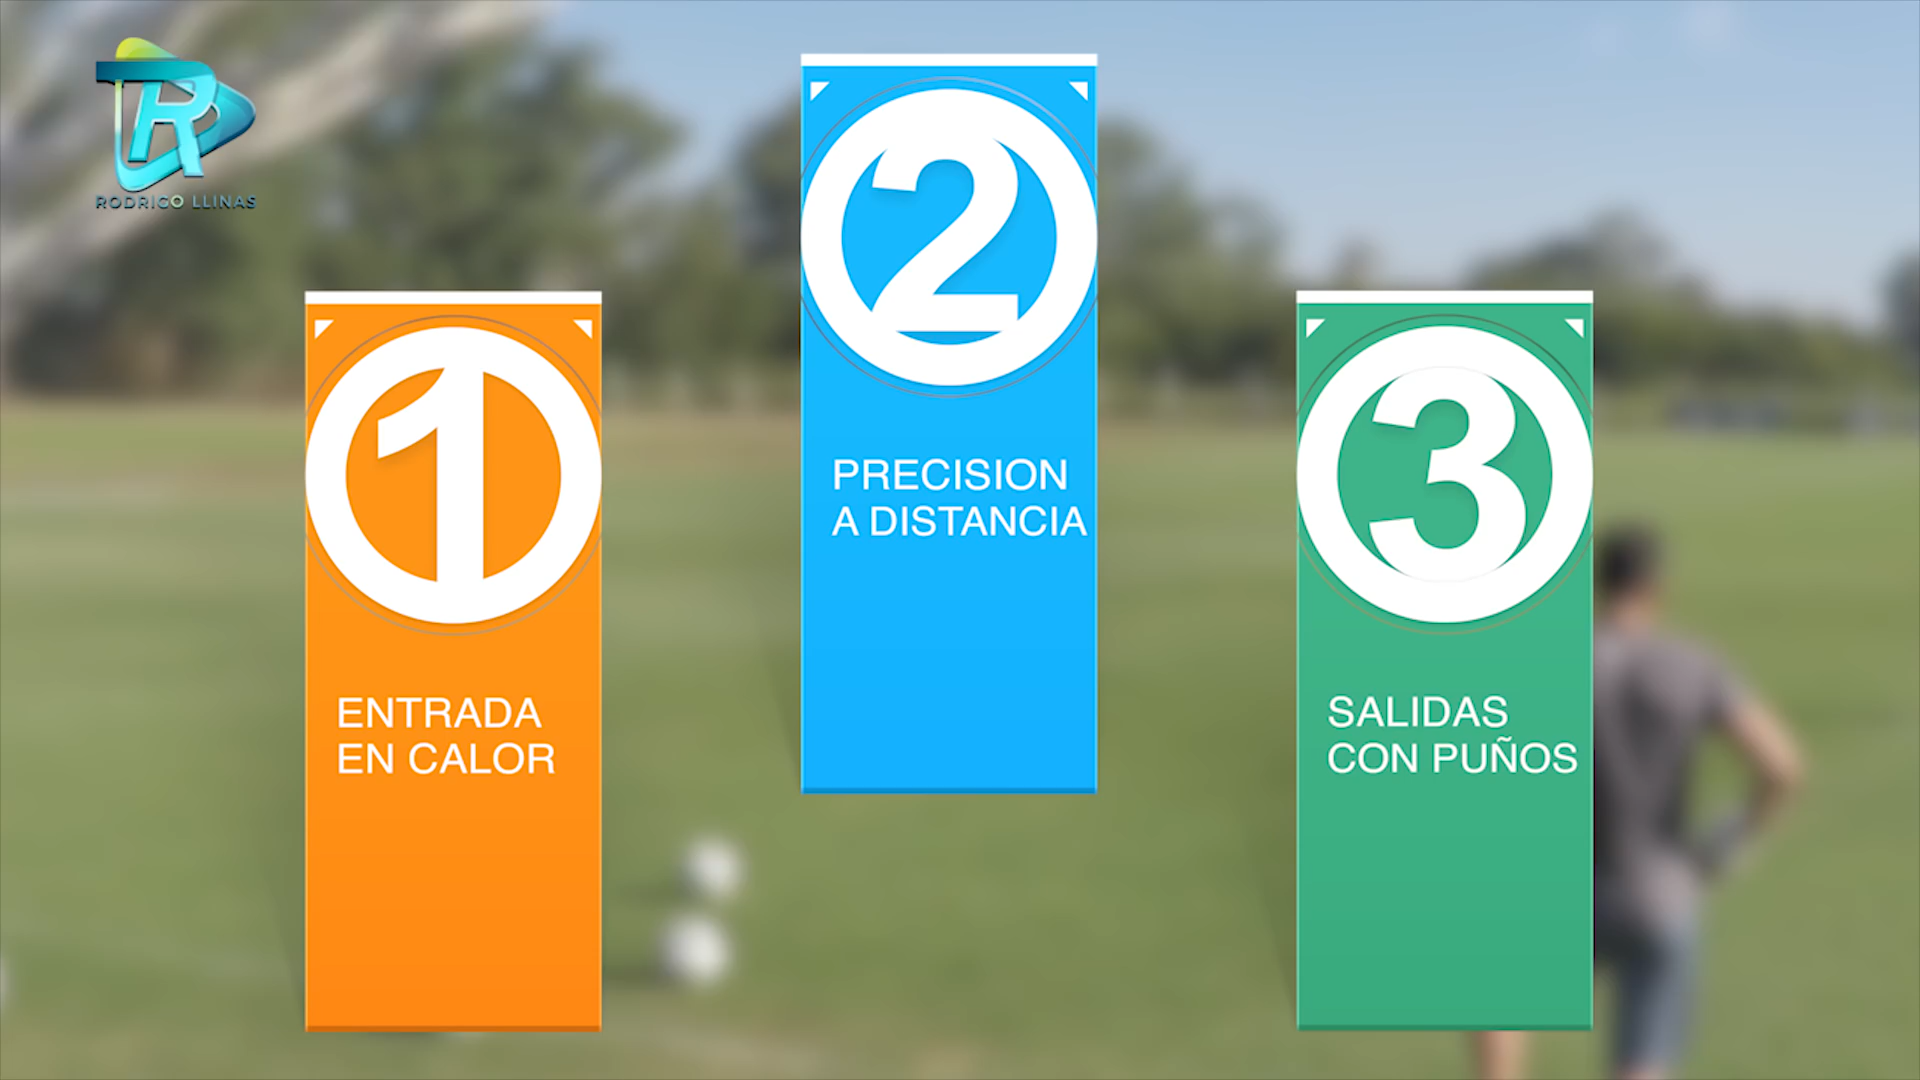 RODRIGO LLINAS
1
ENTRADA
EN CALOR
2
PRECISION
A DISTANCIA
3
SALIDAS
CON PUÑOS